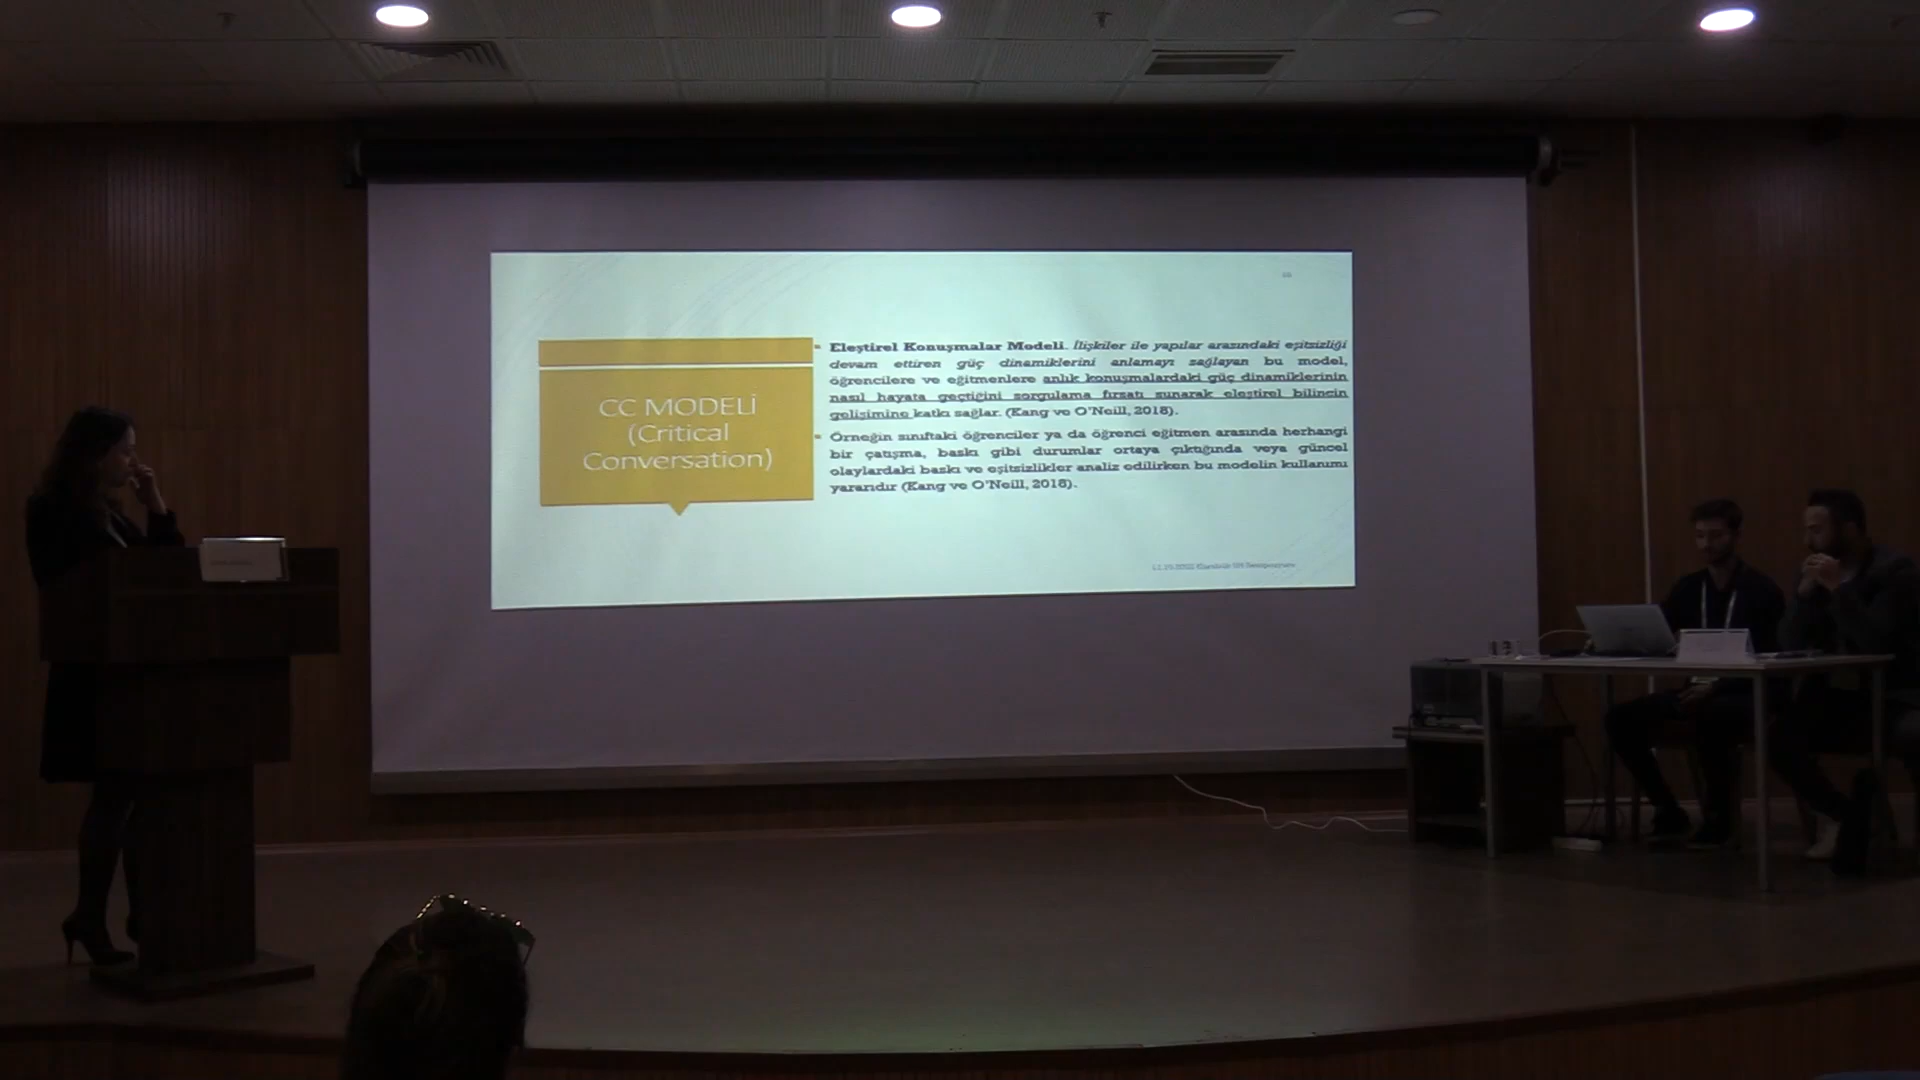 CC MODELİ
(Critical
Conversation)
Eleştirel Konuşmalar Modeli. İlişkiler ile yapılar arasındaki eşitsizliği
devam ettiren güç dinamiklerini anlamayı sağlayan bu model,
öğrencilere ve eğitmenlere anlık konuşmalardaki güç dinamiklerinin
nasıl hayata geçtiğini sorgulama fırsatı sunarak eleştirel bilincin
gelişimine katkı sağlar. (Kang ve O'Neill, 2018).
Örneğin sınıftaki öğrenciler ya da öğrenci eğitmen arasında herhangi
bir çatışma, baskı gibi durumlar ortaya çıktığında veya güncel
olaylardaki baskı ve eşitsizlikler analiz edilirken bu modelin kullanımı
yararıdır (Kang ve O'Neill, 2018).